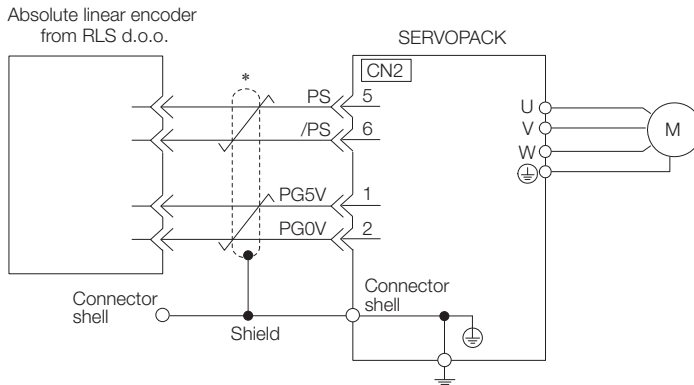 Absolute linear encoder
from RLS d.o.o.
SERVOPACK
CN2
*
PS 5
/PS 6
PG5V 1
PG0V 2
U
V
W
M
Connector
shell
Shield
Connector
shell